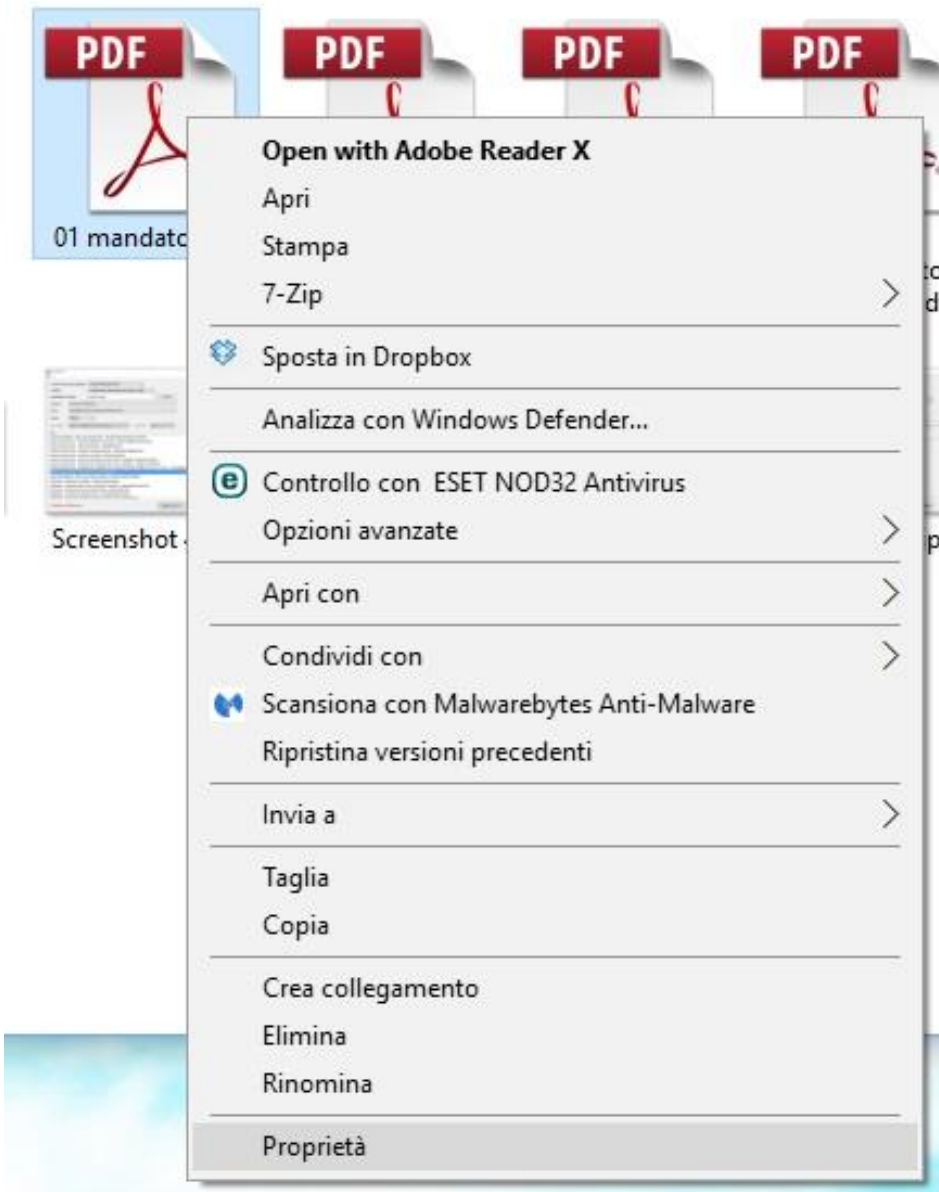 PDF PDF PDF PDF
01 mandato
Open with Adobe Reader X
Apri
Stampa
7-Zip
Sposta in Dropbox
Analizza con Windows Defender...
Controllo con ESET NOD32 Antivirus
Opzioni avanzate
Screenshot
Apri con
Condividi con
Scansiona con Malwarebytes Anti-Malware
Ripristina versioni precedenti
Invia a
Taglia
Copia
Crea collegamento
Elimina
Rinomina
Proprietà